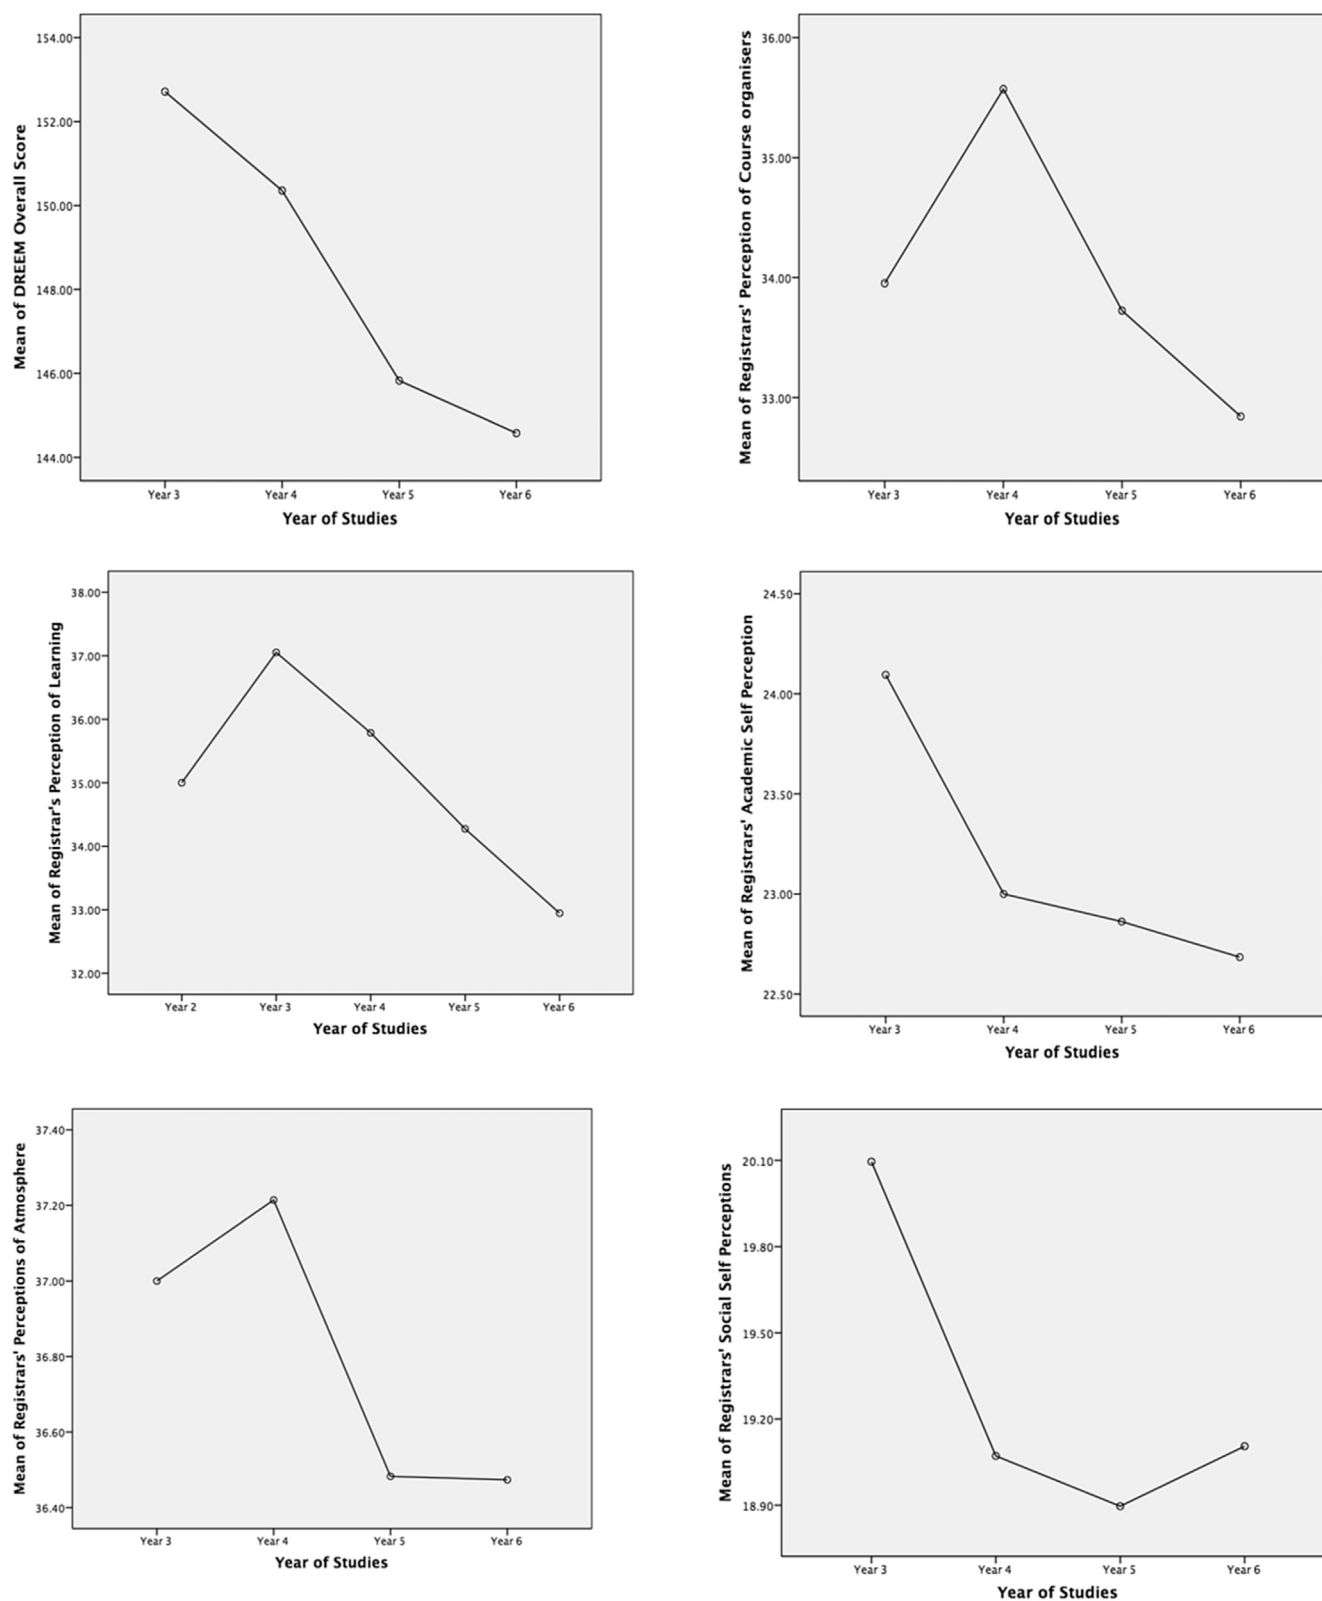 Mean of DREEM Overall Score
154.00
152.00
150.00
148.00
146.00
144.00
Year 3 Year 4 Year 5 Year 6
Year of Studies
Mean of Registrars' Perception of Course organisers
36.00
35.00
34.00
33.00
Year 3 Year 4 Year 5 Year 6
Year of Studies
Mean of Registrar's Perception of Learning
38.00
37.00
36.00
35.00
34.00
33.00
32.00
Year 2 Year 3 Year 4 Year 5 Year 6
Year of Studies
Mean of Registrars' Academic Self Perception
24.50
24.00
23.50
23.00
22.50
Year 3 Year 4 Year 5 Year 6
Year of Studies
Mean of Registrars' Perceptions of Atmosphere
37.40
37.20
37.00
36.80
36.60
36.40
Year 3 Year 4 Year 5 Year 6
Year of Studies
Mean of Registrars' Social Self Perceptions
20.10
19.80
19.50
19.20
18.90
Year 3 Year 4 Year 5 Year 6
Year of Studies